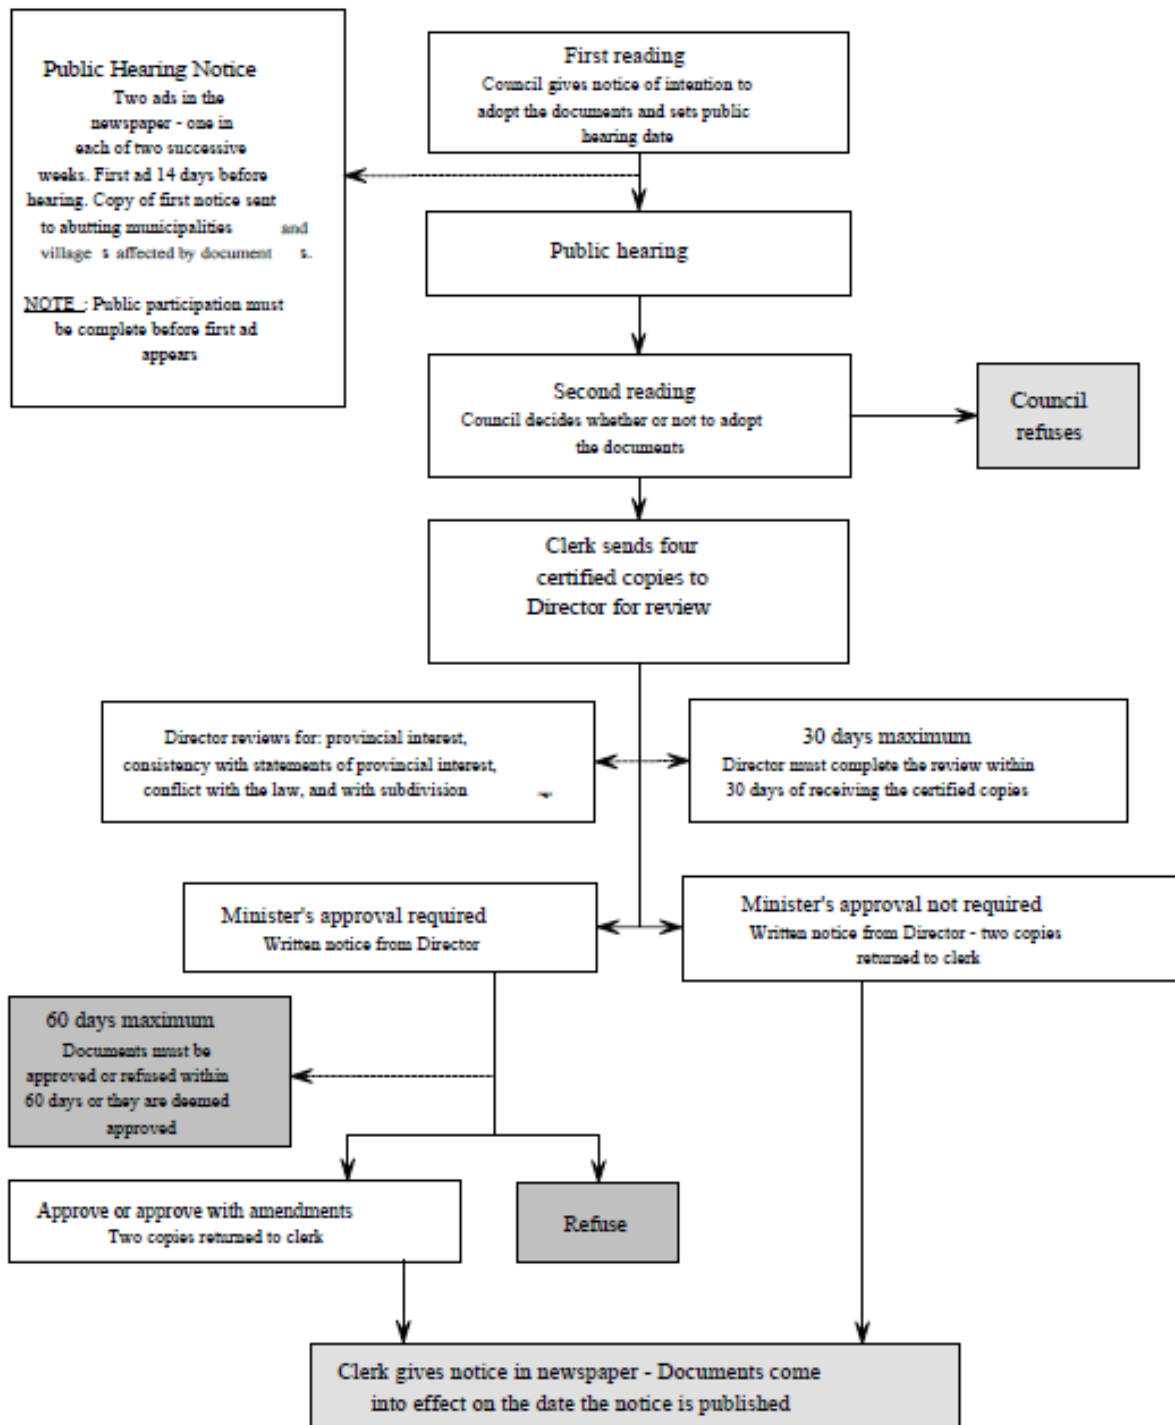 Public Hearing Notice
Two ads in the
newspaper - one in
each of two successive
weeks. First ad 14 days before
hearing. Copy of first notice sent
to abutting municipalities and
village s affected by document s.
NOTE : Public participation must
be complete before first ad
appears
First reading
Council gives notice of intention to
adopt the documents and sets public
hearing date
Public hearing
Second reading
Council decides whether or not to adopt
the documents
Council
refuses
Clerk sends four
certified copies to
Director for review
Director reviews for: provincial interest,
consistency with statements of provincial interest,
conflict with the law, and with subdivision
30 days maximum
Director must complete the review within
30 days of receiving the certified copies
Minister's approval required
Written notice from Director
Minister's approval not required
Written notice from Director - two copies
returned to clerk
60 days maximum
Documents must be
approved or refused within
60 days or they are deemed
approved
Approve or approve with amendments
Two copies returned to clerk
Refuse
Clerk gives notice in newspaper - Documents come
into effect on the date the notice is published